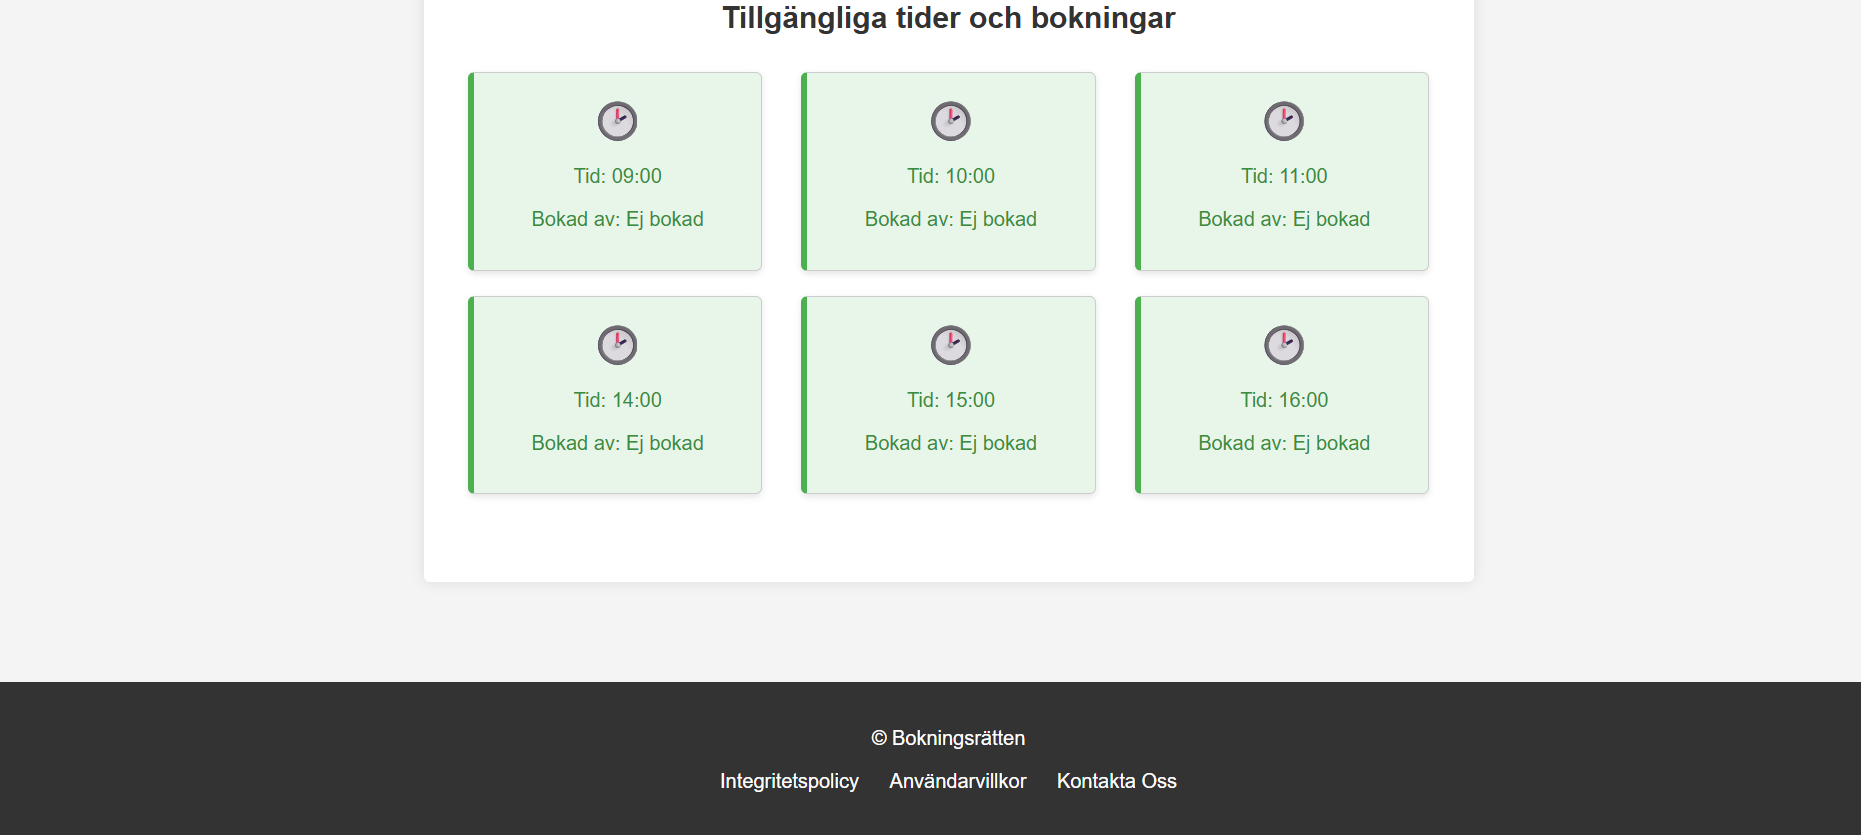 Tillgängliga tider och bokningar
Tid: 09:00
Bokad av: Ej bokad
Tid: 10:00
Bokad av: Ej bokad
Tid: 11:00
Bokad av: Ej bokad
Tid: 14:00
Bokad av: Ej bokad
Tid: 15:00
Bokad av: Ej bokad
Tid: 16:00
Bokad av: Ej bokad
© Bokningsrätten
Integritetspolicy Användarvillkor Kontakta Oss